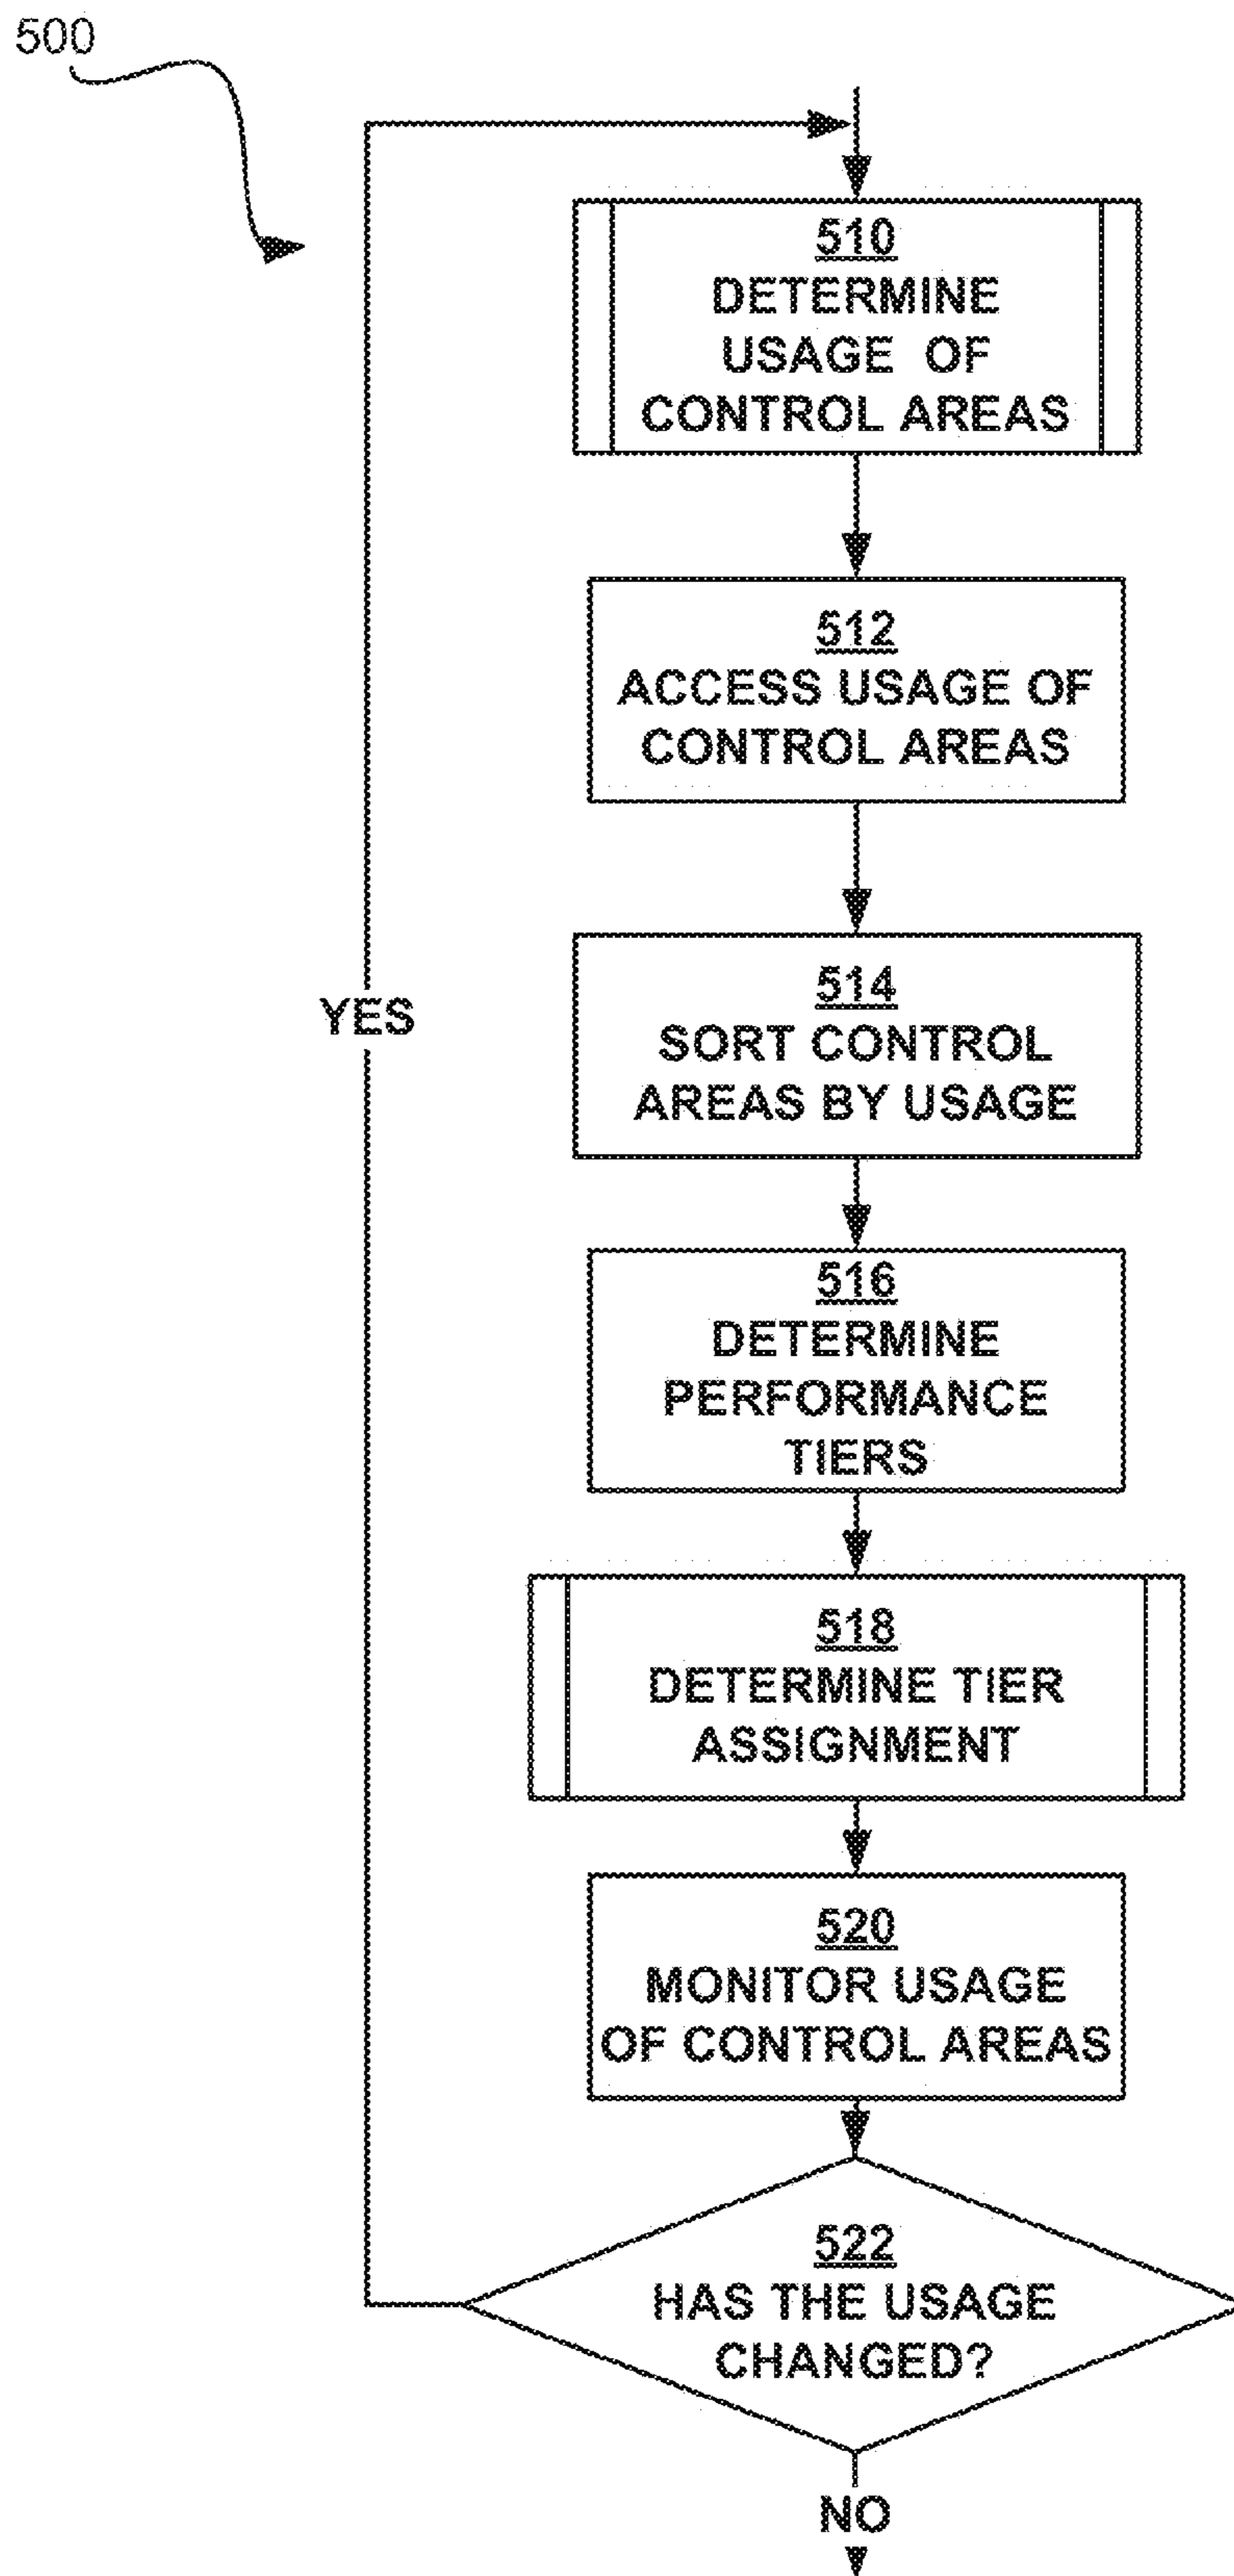 500
510
DETERMINE
USAGE OF
CONTROL AREAS
512
ACCESS USAGE OF
CONTROL AREAS
514
SORT CONTROL
AREAS BY USAGE
YES
516
DETERMINE
PERFORMANCE
TIERS
518
DETERMINE TIER
ASSIGNMENT
520
MONITOR USAGE
OF CONTROL AREAS
522
HAS THE USAGE
CHANGED?
NO